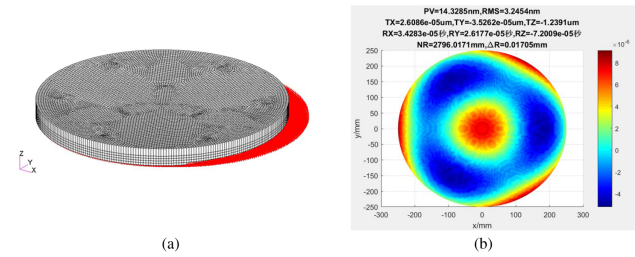 Z
Y
X
(a)
PV=14.3285nm,RMS=3.2454nm
TX=2.6086e-05um,TY=-3.5262e-05um,TZ=-1.2391um
RX=3.4283e-05秒,RY=2.6177e-05秒,RZ=-7.2009e-05秒
NR=2796.0171mm,△R=0.01705mm
250
200
150
100
50
0
-50
-100
-150
-200
-250
y/mm
-300 -200 -100 0 100 200 300
x/mm
×10⁻⁶
8
6
4
2
0
-2
-4
(b)